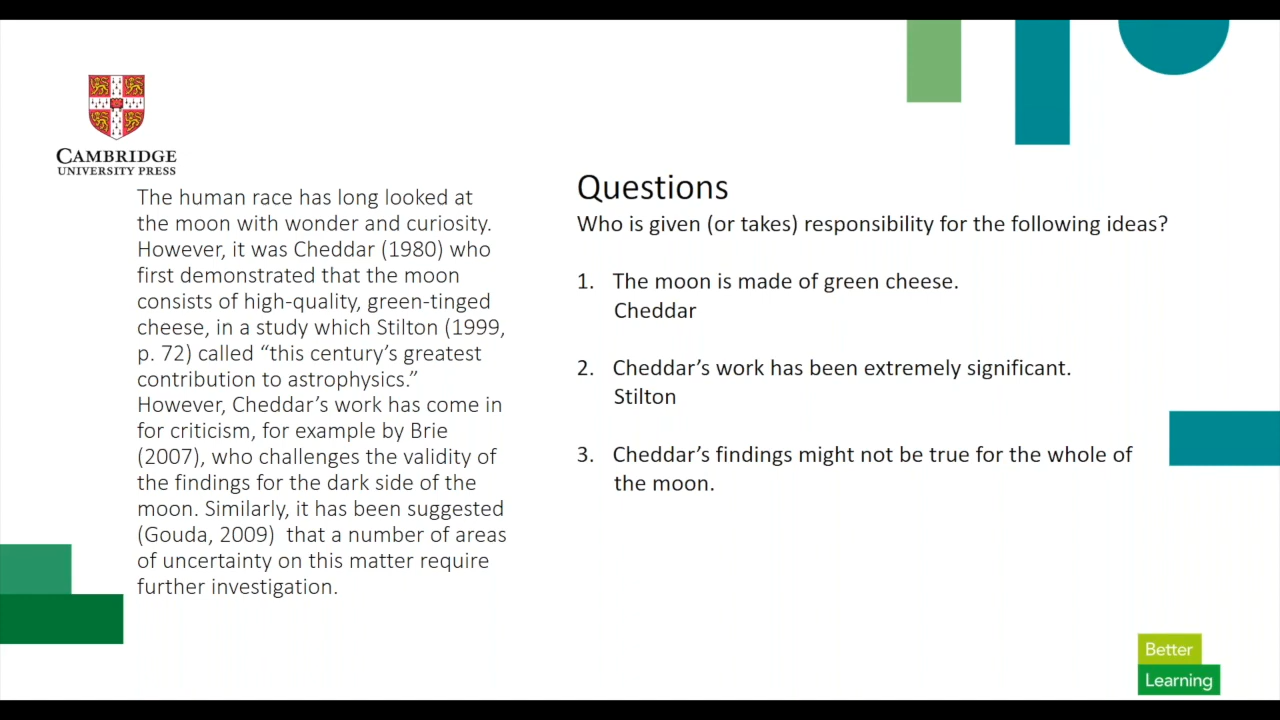 CAMBRIDGE
UNIVERSITY PRESS
The human race has long looked at
the moon with wonder and curiosity.
However, it was Cheddar (1980) who
first demonstrated that the moon
consists of high-quality, green-tinged
cheese, in a study which Stilton (1999,
p. 72) called “this century’s greatest
contribution to astrophysics.”
However, Cheddar’s work has come in
for criticism, for example by Brie
(2007), who challenges the validity of
the findings for the dark side of the
moon. Similarly, it has been suggested
(Gouda, 2009)  that a number of areas
of uncertainty on this matter require
further investigation.
Questions
Who is given (or takes) responsibility for the following ideas?
1. The moon is made of green cheese.
Cheddar
2. Cheddar’s work has been extremely significant.
Stilton
3. Cheddar’s findings might not be true for the whole of
the moon.
Better
Learning